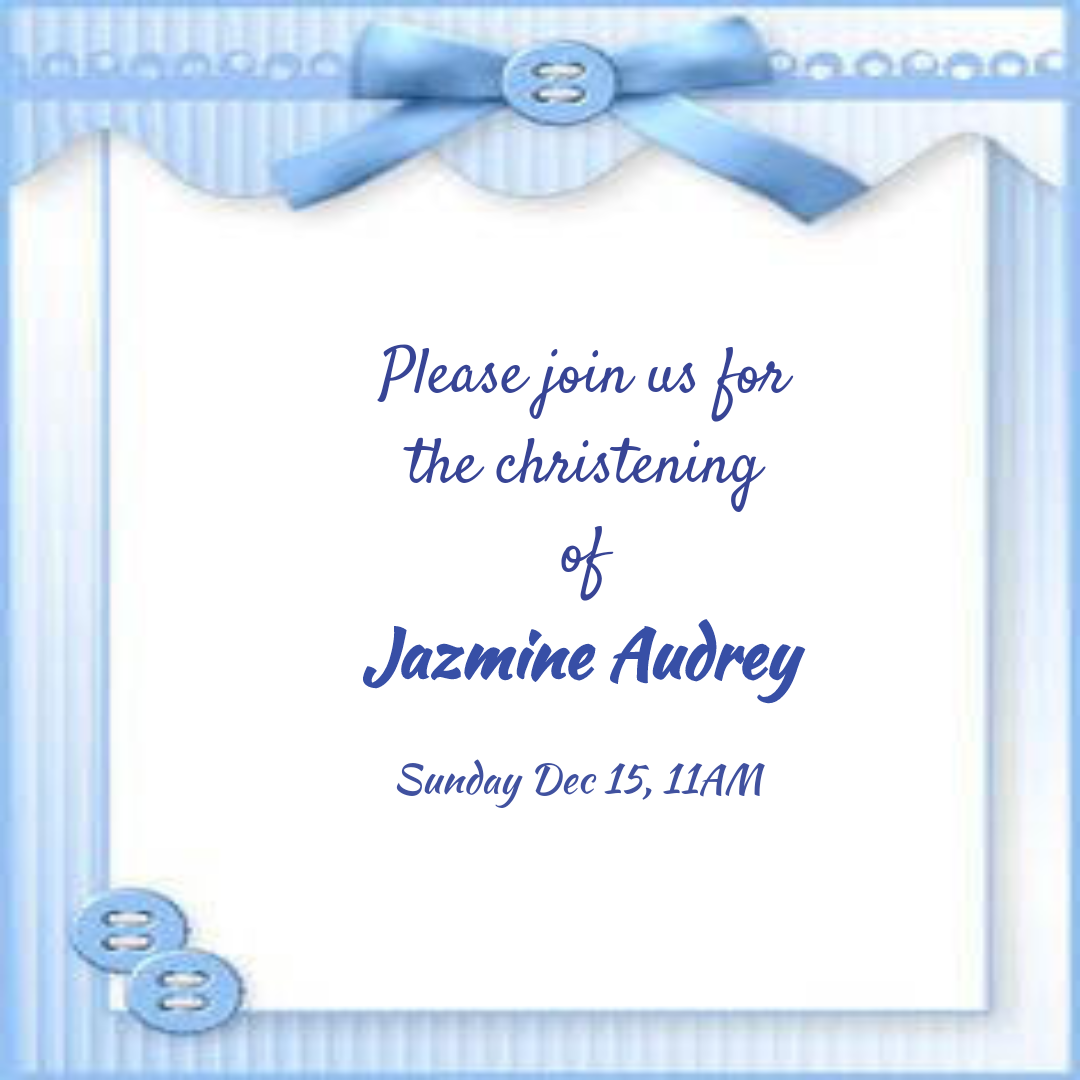 Please join us for
the christening
of
Jazmine Audrey
Sunday Dec 15, 11AM